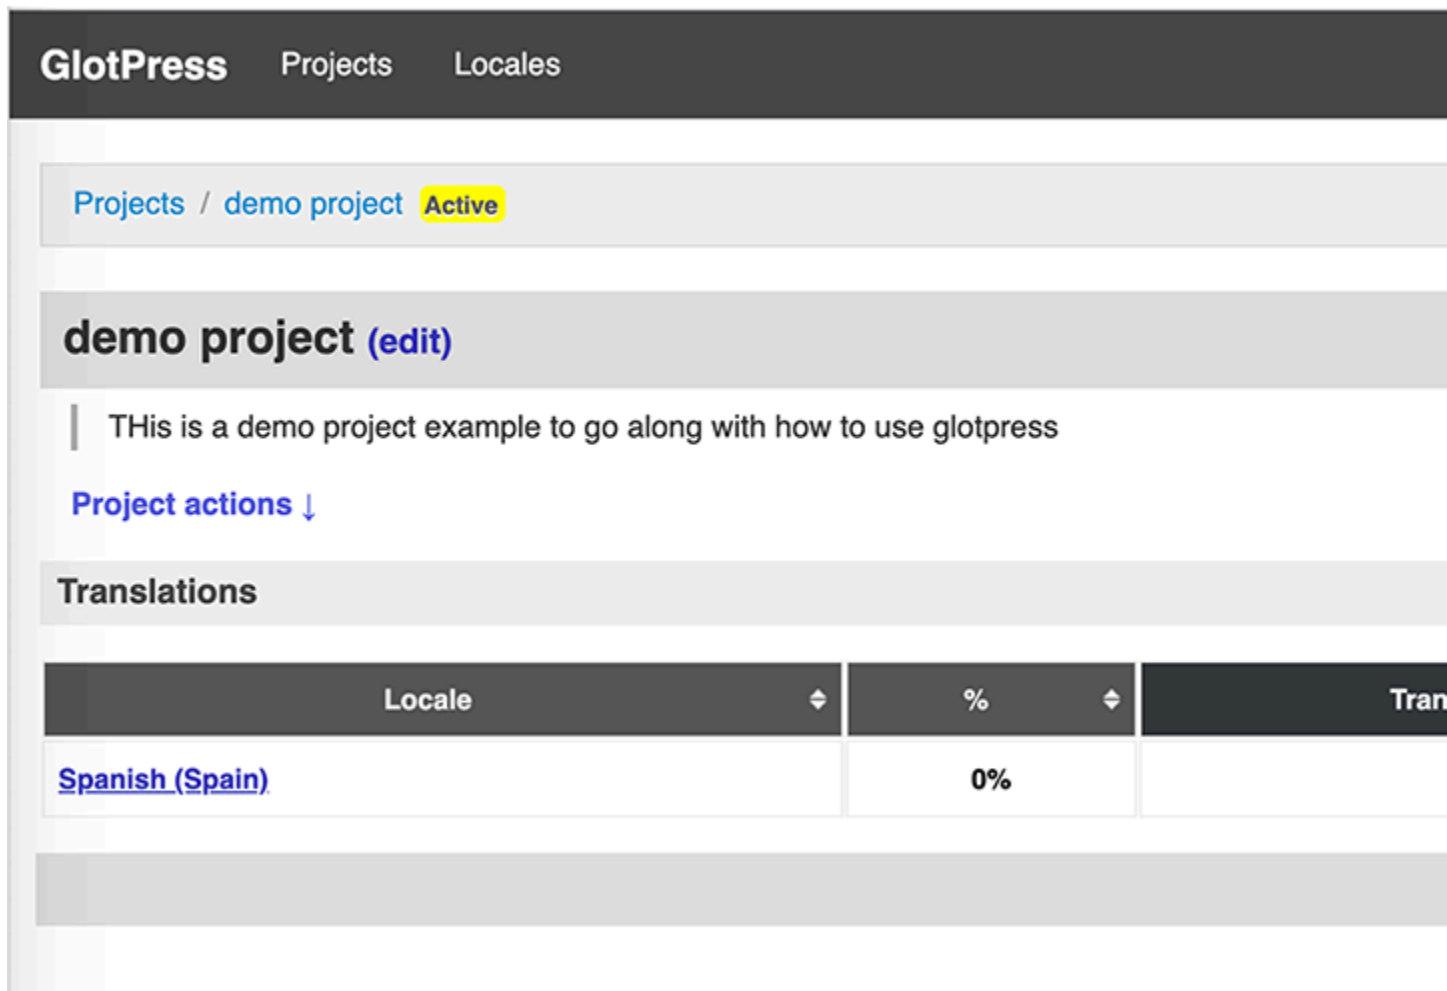 GlotPress Projects Locales
Projects / demo project Active
demo project (edit)
THis is a demo project example to go along with how to use glotpress
Project actions ↓
Translations
Locale % Tran
Spanish (Spain) 0%